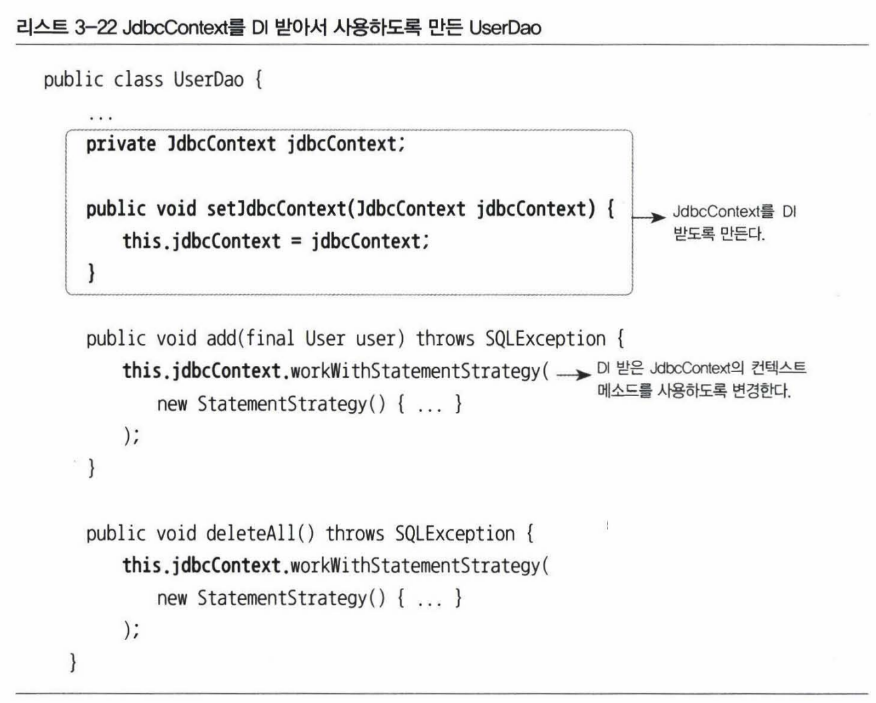 리스트 3-22 JdbcContext를 DI 받아서 사용하도록 만든 UserDao
public class UserDao {
...
private JdbcContext jdbcContext;
public void setJdbcContext(JdbcContext jdbcContext) {
this.jdbcContext = jdbcContext;
}
JdbcContext를 DI
받도록 만든다.
public void add(final User user) throws SQLException {
this.jdbcContext.workWithStatementStrategy(
new StatementStrategy() { ... }
);
}
DI 받은 JdbcContext의 컨텍스트
메소드를 사용하도록 변경한다.
public void deleteAll() throws SQLException {
this.jdbcContext.workWithStatementStrategy(
new StatementStrategy() { ... }
);
}